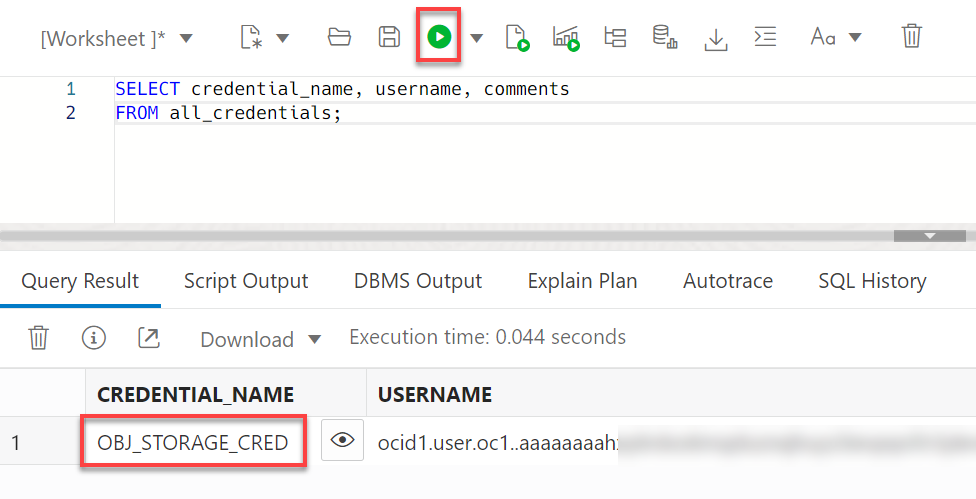 [Worksheet ]*
Aa
1 SELECT credential_name, username, comments
2 FROM all_credentials;
Query Result Script Output DBMS Output Explain Plan Autotrace SQL History
Download Execution time: 0.044 seconds
CREDENTIAL_NAME USERNAME
1 OBJ_STORAGE_CRED ocid1.user.oc1..aaaaaaaah